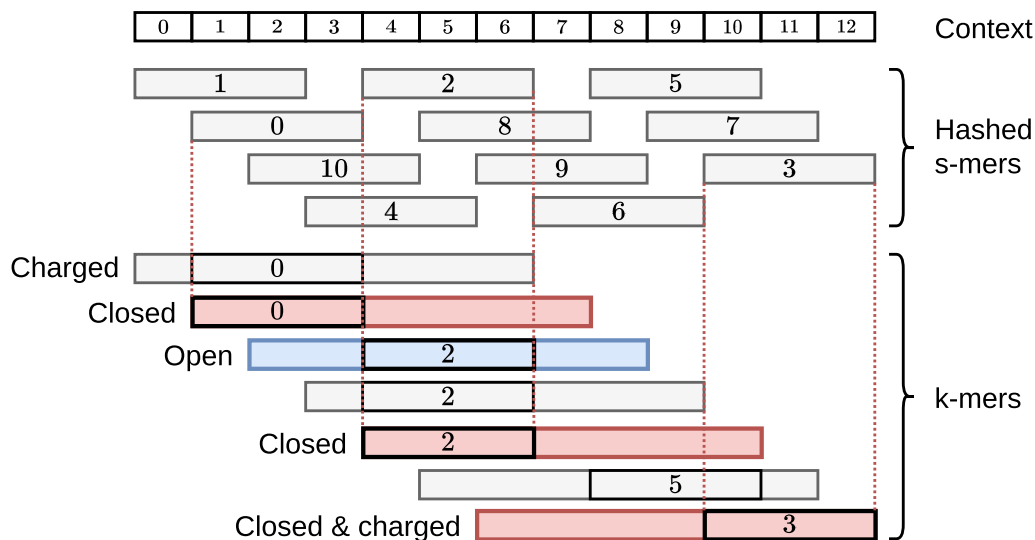 0 1 2 3 4 5 6 7 8 9 10 11 12 Context
1 2 5
0 8 7
Hashed
s-mers
10 9 3
4 6
Charged 0
Closed 0
Open 2
2
k-mers
Closed 2
5
Closed & charged 3